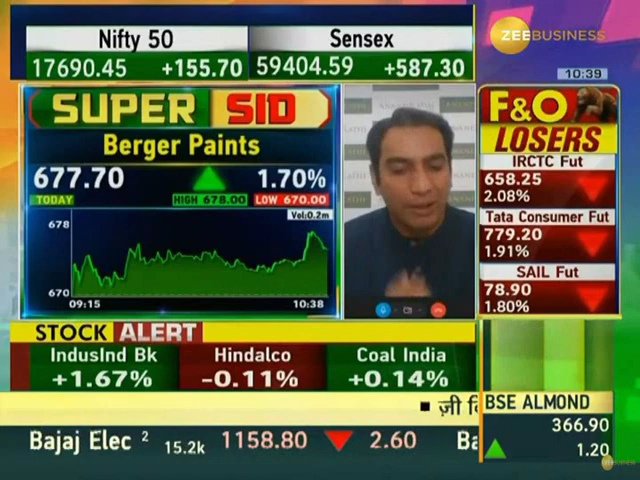 Nifty 50
17690.45 +155.70
Sensex
59404.59 +587.30
ZEE BUSINESS
10:39
SUPER SID
Berger Paints
677.70 1.70%
TODAY HIGH 678.00 LOW 670.00
Vol:0.2m
678
670
09:15 10:38
F&O
LOSERS
IRCTC Fut
658.25
2.08%
Tata Consumer Fut
779.20
1.91%
SAIL Fut
78.90
1.80%
STOCK ALERT
IndusInd Bk
+1.67%
Hindalco
-0.11%
Coal India
+0.14%
■ ज़ी
BSE ALMOND
366.90
1.20
Bajaj Elec 2 15.2k 1158.80 2.60 Ba